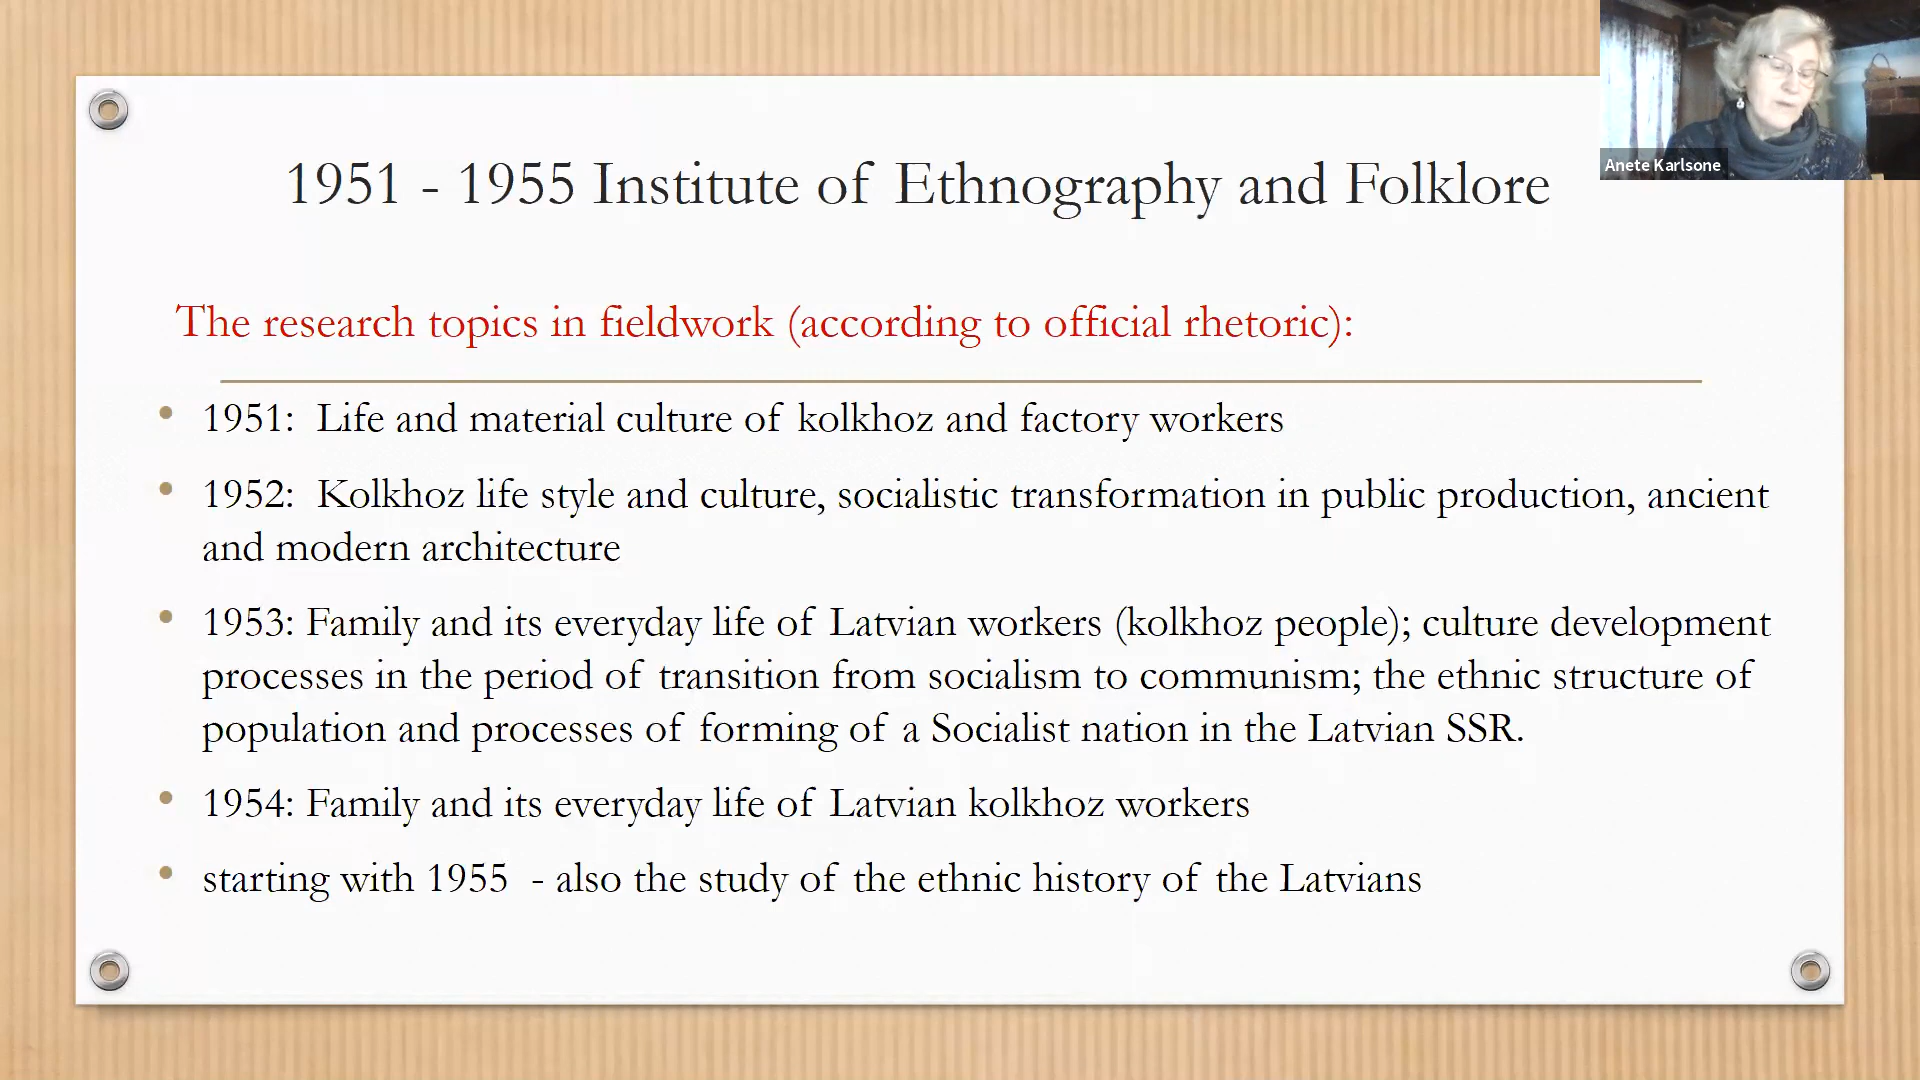 1951 - 1955 Institute of Ethnography and Folklore
Anete Karlsone
The research topics in fieldwork (according to official rhetoric):
• 1951:  Life and material culture of kolkhoz and factory workers
• 1952:  Kolkhoz life style and culture, socialistic transformation in public production, ancient
and modern architecture
• 1953: Family and its everyday life of Latvian workers (kolkhoz people); culture development
processes in the period of transition from socialism to communism; the ethnic structure of
population and processes of forming of a Socialist nation in the Latvian SSR.
• 1954: Family and its everyday life of Latvian kolkhoz workers
• starting with 1955  - also the study of the ethnic history of the Latvians